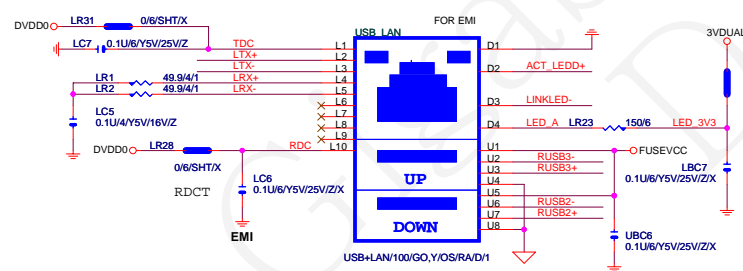 LR31 0/6/SHT/X
DVDD0
LC7 0.1U/6/Y5V/25V/Z
TDC
LTX+
LTX-
LR1 49.9/4/1 LRX+
LR2 49.9/4/1 LRX-
LC5
0.1U/4/Y5V/16V/Z
DVDD0 LR28 RDC
0/6/SHT/X
RDCT
LC6
0.1U/6/Y5V/25V/Z/X
EMI
USB_LAN
FOR EMI
L1
L2
L3
L4
L5
L6
L7
L8
L9
L10
UP
DOWN
USB+LAN/100/GO,Y/OS/RA/D/1
D1
D2 ACT_LEDD+
D3 LINKLED-
D4 LED_A LR23 150/6 LED_3V3
3VDUAL
U1 FUSEVCC
U2 RUSB3-
U3 RUSB3+
U4
U5
U6 RUSB2-
U7 RUSB2+
U8
LBC7
0.1U/6/Y5V/25V/Z/X
UBC6
0.1U/6/Y5V/25V/Z/X